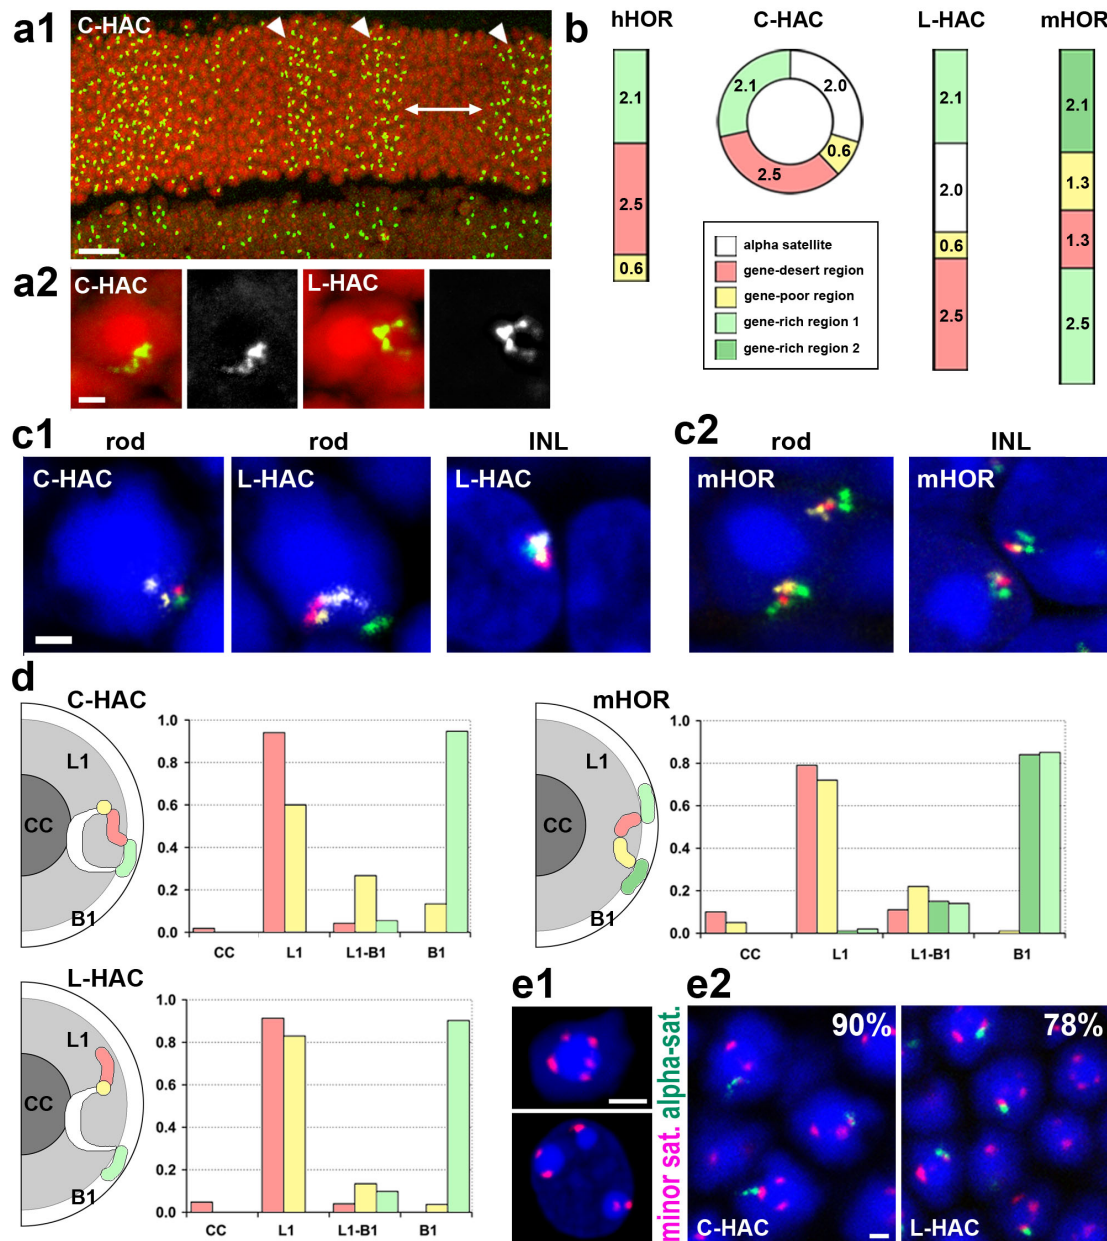 a1
C-HAC
a2
C-HAC
L-HAC
b
hHOR
C-HAC
L-HAC
mHOR
2.1
2.5
0.6
2.1
2.0
0.6
2.5
2.1
2.0
0.6
2.5
2.1
1.3
1.3
2.5
alpha satellite
gene-desert region
gene-poor region
gene-rich region 1
gene-rich region 2
c1
rod
rod
INL
C-HAC
L-HAC
L-HAC
c2
rod
INL
mHOR
mHOR
d
C-HAC
L1
CC
B1
1.0
0.8
0.6
0.4
0.2
0.0
CC
L1
L1-B1
B1
mHOR
L1
CC
B1
1.0
0.8
0.6
0.4
0.2
0.0
CC
L1
L1-B1
B1
L-HAC
L1
CC
B1
1.0
0.8
0.6
0.4
0.2
0.0
CC
L1
L1-B1
B1
e1
minor sat. alpha-sat.
e2
90%
C-HAC
78%
L-HAC